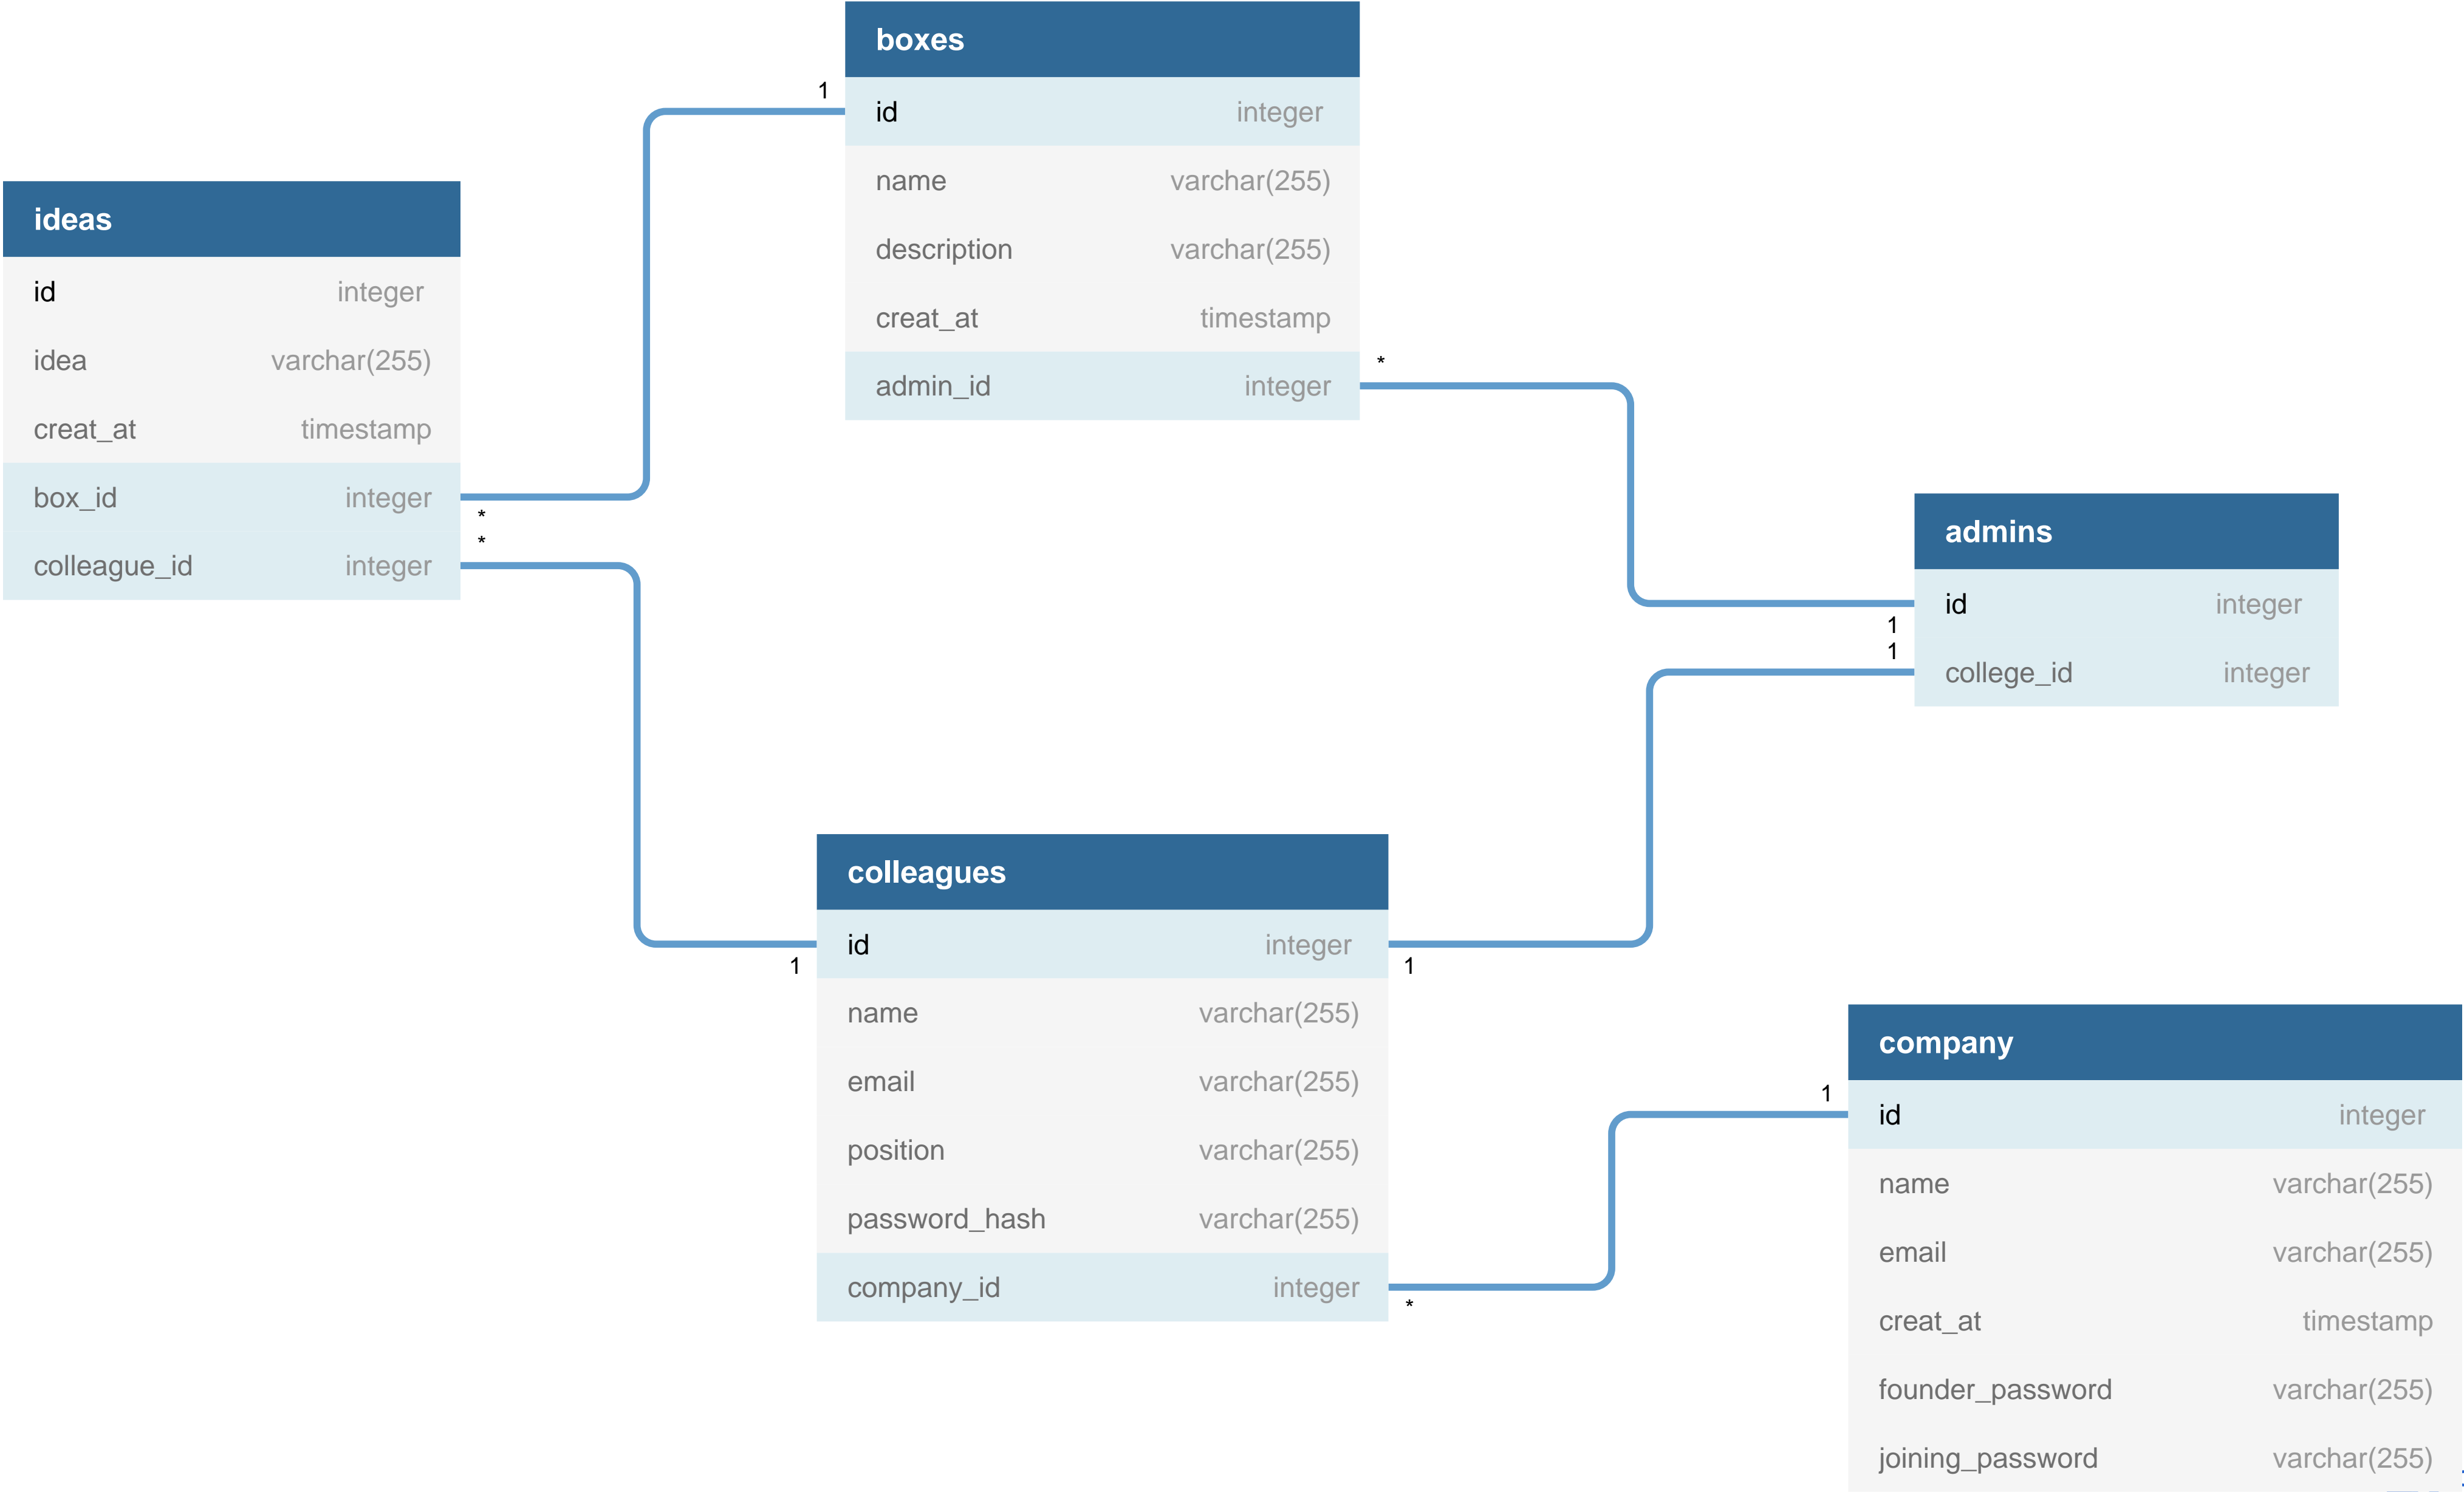 boxes
1
id integer
name varchar(255)
description varchar(255)
creat_at timestamp
*
admin_id integer
ideas
id integer
idea varchar(255)
creat_at timestamp
box_id integer
*
*
colleague_id integer
admins
id integer
1
1
college_id integer
colleagues
id integer
1
1
name varchar(255)
email varchar(255)
position varchar(255)
password_hash varchar(255)
company_id integer
*
company
1
id integer
name varchar(255)
email varchar(255)
creat_at timestamp
founder_password varchar(255)
joining_password varchar(255)